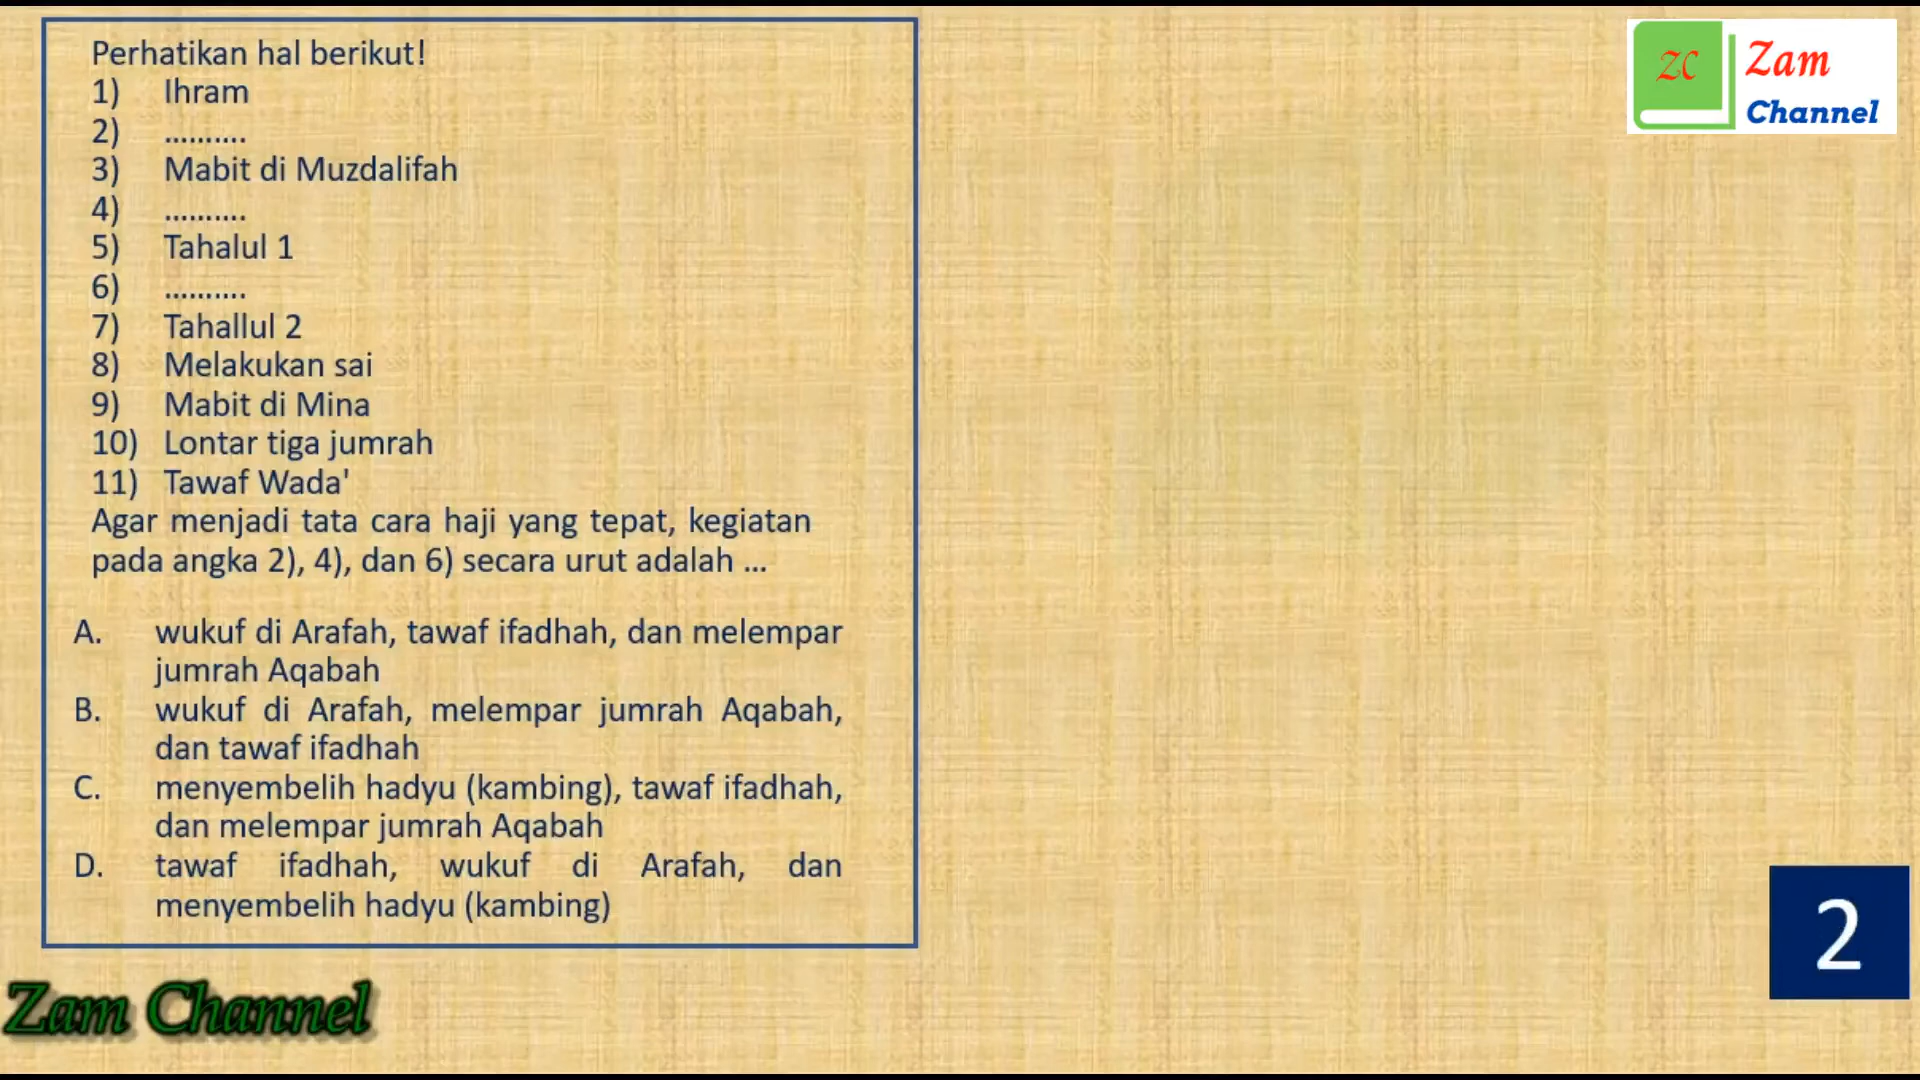 Perhatikan hal berikut!
1) Ihram
2) ..........
3) Mabit di Muzdalifah
4) ..........
5) Tahalul 1
6) ..........
7) Tahallul 2
8) Melakukan sai
9) Mabit di Mina
10) Lontar tiga jumrah
11) Tawaf Wada'
Agar menjadi tata cara haji yang tepat, kegiatan
pada angka 2), 4), dan 6) secara urut adalah ...
A. wukuf di Arafah, tawaf ifadhah, dan melempar
jumrah Aqabah
B. wukuf di Arafah, melempar jumrah Aqabah,
dan tawaf ifadhah
C. menyembelih hadyu (kambing), tawaf ifadhah,
dan melempar jumrah Aqabah
D. tawaf ifadhah, wukuf di Arafah, dan
menyembelih hadyu (kambing)
ZC
Zam
Channel
2
Zam Channel